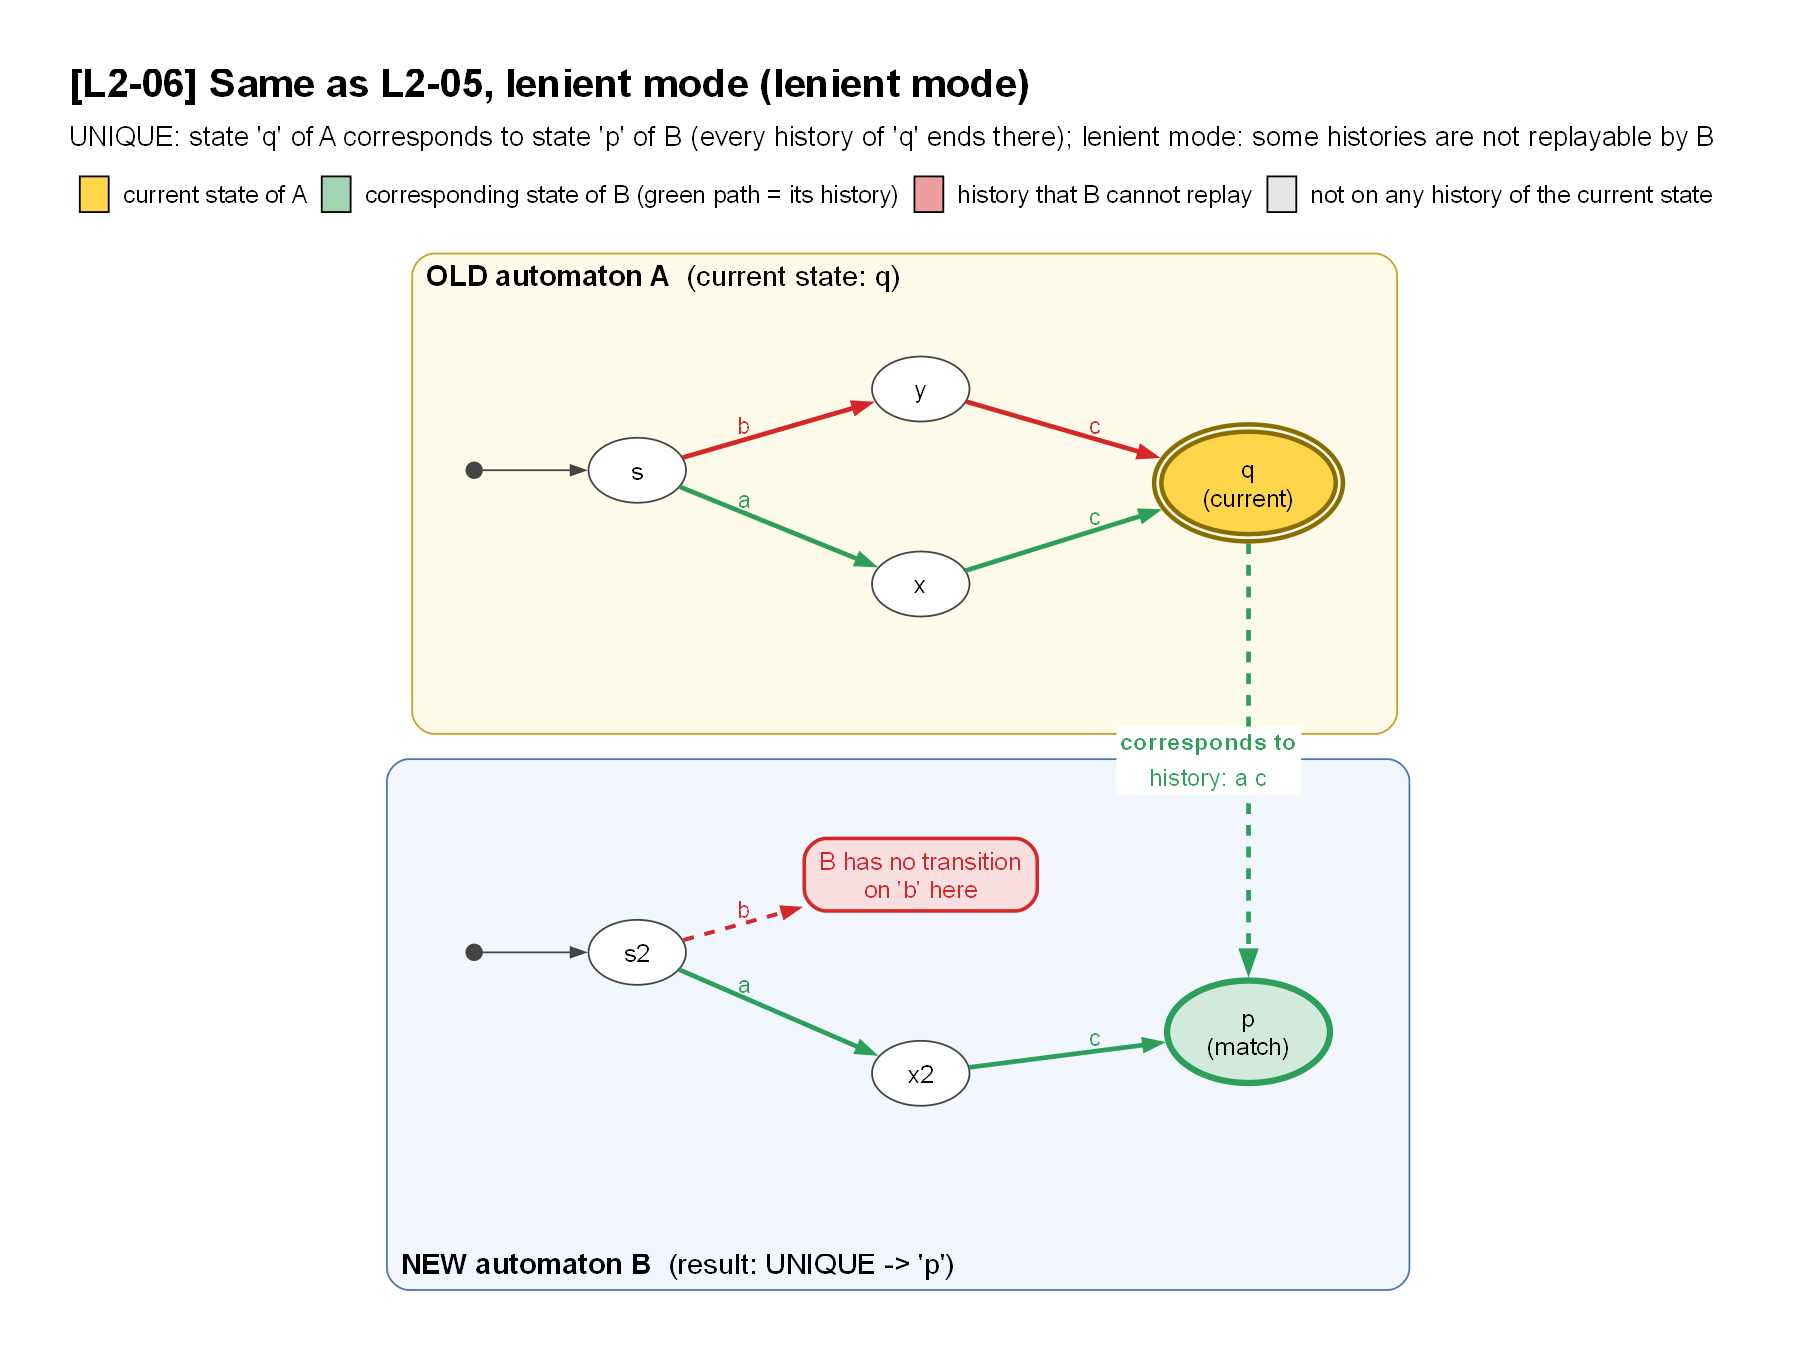 [L2-06] Same as L2-05, lenient mode (lenient mode)
UNIQUE: state 'q' of A corresponds to state 'p' of B (every history of 'q' ends there); lenient mode: some histories are not replayable by B
current state of A
corresponding state of B (green path = its history)
history that B cannot replay
not on any history of the current state
OLD automaton A (current state: q)
y
b
c
s
q
(current)
a
c
x
corresponds to
history: a c
B has no transition
on 'b' here
b
s2
a
p
(match)
c
x2
NEW automaton B (result: UNIQUE -> 'p')